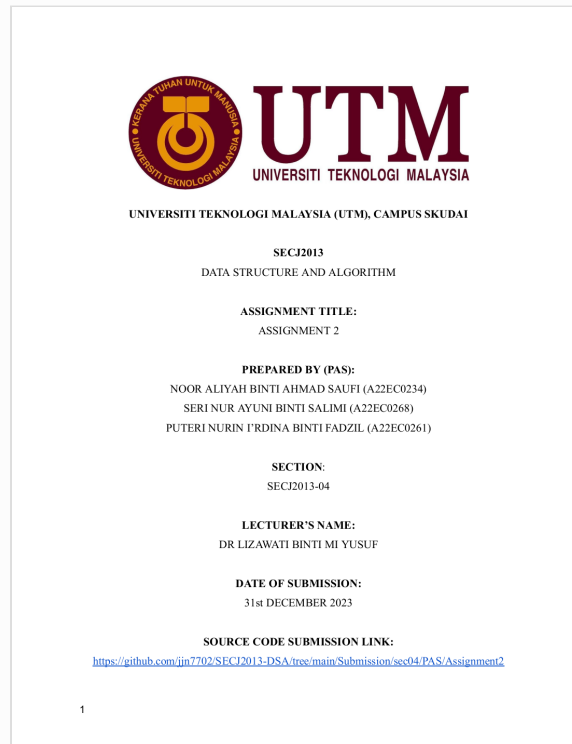 KERANA TUHAN UNTUK MANUSIA
UNIVERSITI TEKNOLOGI MALAYSIA
UTM
UNIVERSITI TEKNOLOGI MALAYSIA
UNIVERSITI TEKNOLOGI MALAYSIA (UTM), CAMPUS SKUDAI
SECJ2013
DATA STRUCTURE AND ALGORITHM
ASSIGNMENT TITLE:
ASSIGNMENT 2
PREPARED BY (PAS):
NOOR ALIYAH BINTI AHMAD SAUFI (A22EC0234)
SERI NUR AYUNI BINTI SALIMI (A22EC0268)
PUTERI NURIN I’RDINA BINTI FADZIL (A22EC0261)
SECTION:
SECJ2013-04
LECTURER’S NAME:
DR LIZAWATI BINTI MI YUSUF
DATE OF SUBMISSION:
31st DECEMBER 2023
SOURCE CODE SUBMISSION LINK:
https://github.com/jjn7702/SECJ2013-DSA/tree/main/Submission/sec04/PAS/Assignment2
1